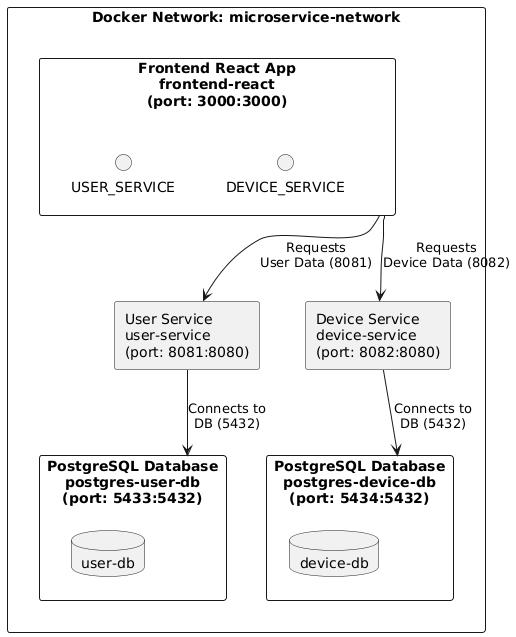 Docker Network: microservice-network
Frontend React App
frontend-react
(port: 3000:3000)
USER_SERVICE
DEVICE_SERVICE
Requests
User Data (8081)
Requests
Device Data (8082)
User Service
user-service
(port: 8081:8080)
Device Service
device-service
(port: 8082:8080)
Connects to
DB (5432)
Connects to
DB (5432)
PostgreSQL Database
postgres-user-db
(port: 5433:5432)
user-db
PostgreSQL Database
postgres-device-db
(port: 5434:5432)
device-db